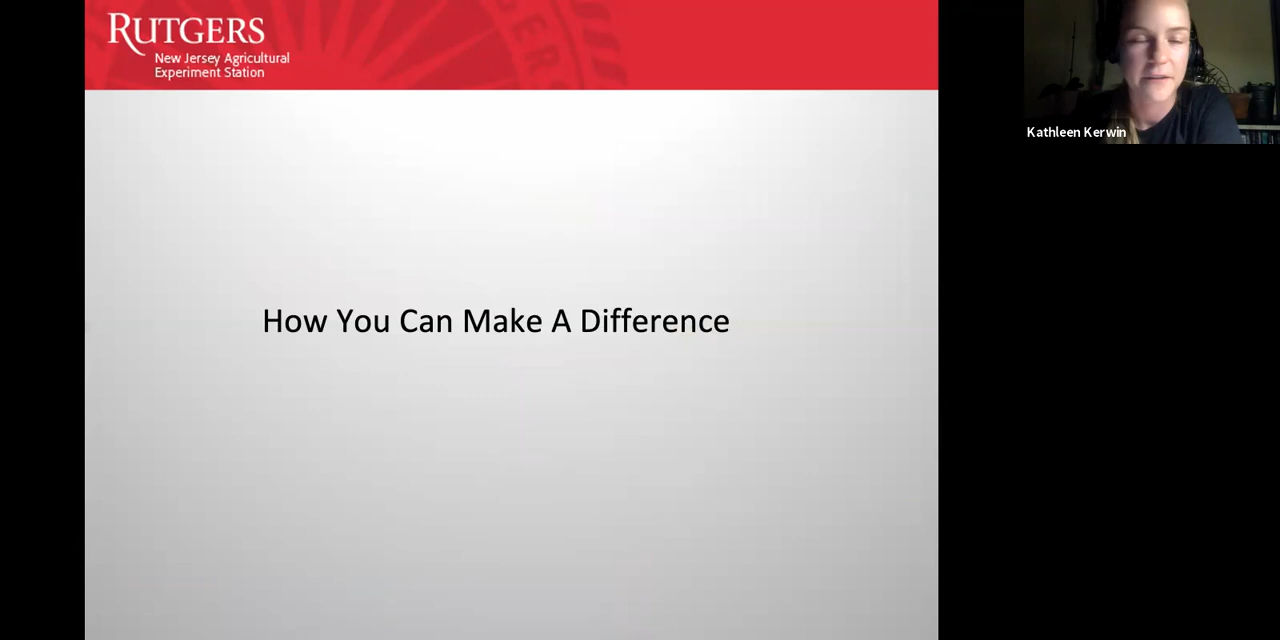 RUTGERS
New Jersey Agricultural
Experiment Station
Kathleen Kerwin
How You Can Make A Difference